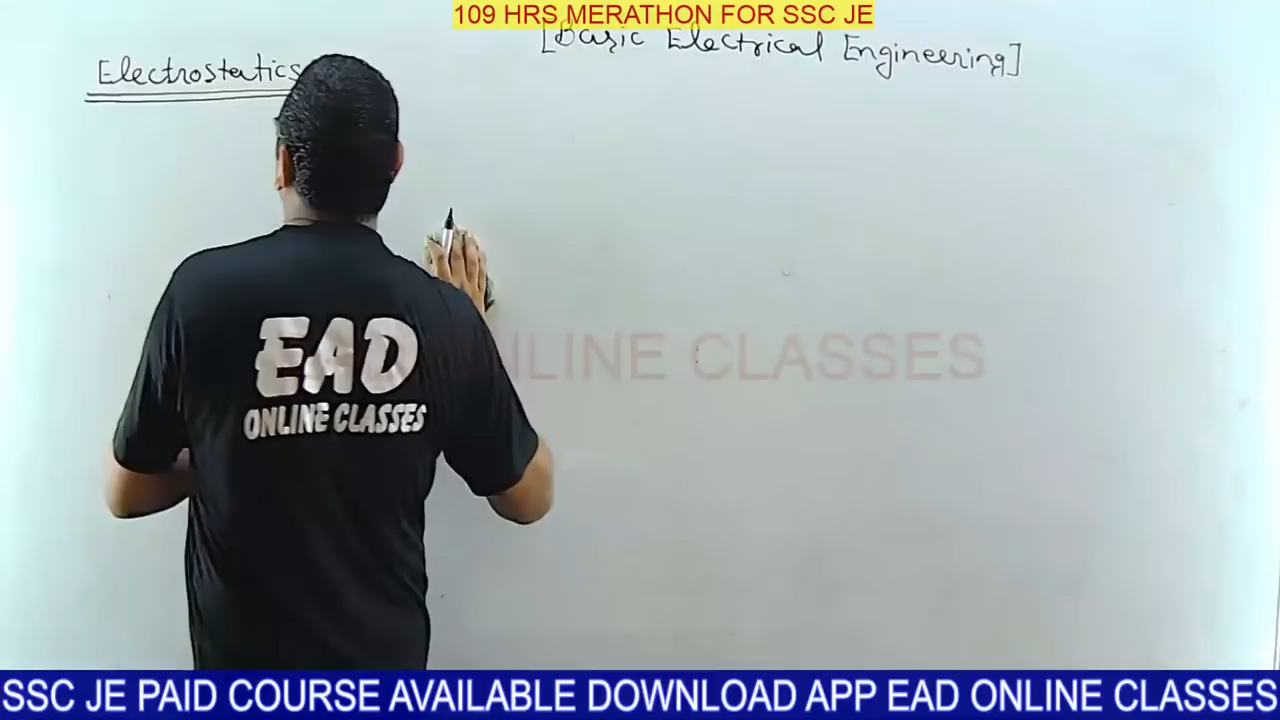 109 HRS MERATHON FOR SSC JE
[Basic Electrical Engineering]
Electrostatics
EAD
ONLINE CLASSES
ONLINE CLASSES
SSC JE PAID COURSE AVAILABLE DOWNLOAD APP EAD ONLINE CLASSES